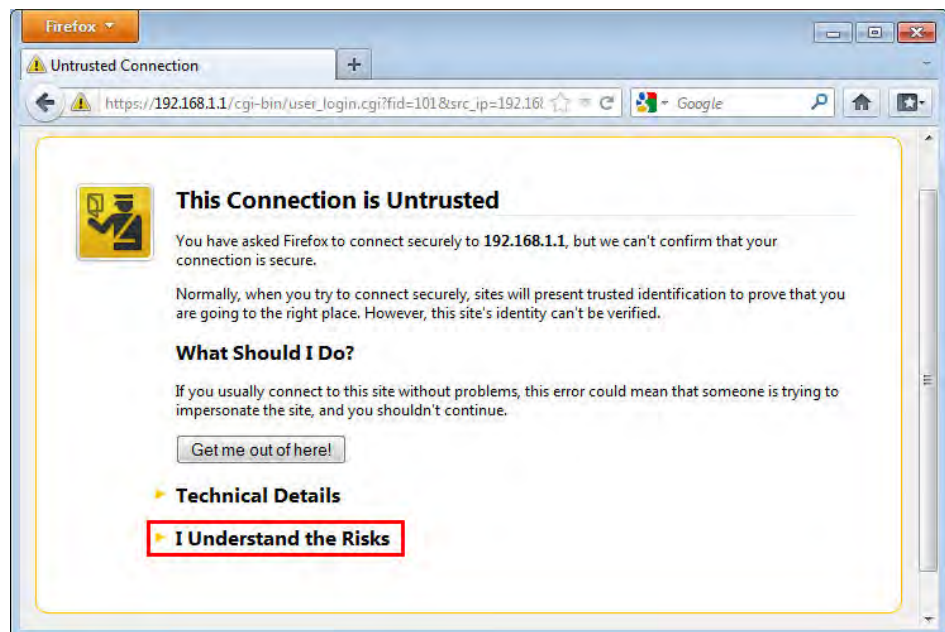 Firefox
Untrusted Connection
https://192.168.1.1/cgi-bin/user_login.cgi?fid=101&src_ip=192.16
Google
This Connection is Untrusted
You have asked Firefox to connect securely to 192.168.1.1, but we can't confirm that your
connection is secure.
Normally, when you try to connect securely, sites will present trusted identification to prove that you
are going to the right place. However, this site's identity can't be verified.
What Should I Do?
If you usually connect to this site without problems, this error could mean that someone is trying to
impersonate the site, and you shouldn't continue.
Get me out of here!
Technical Details
I Understand the Risks